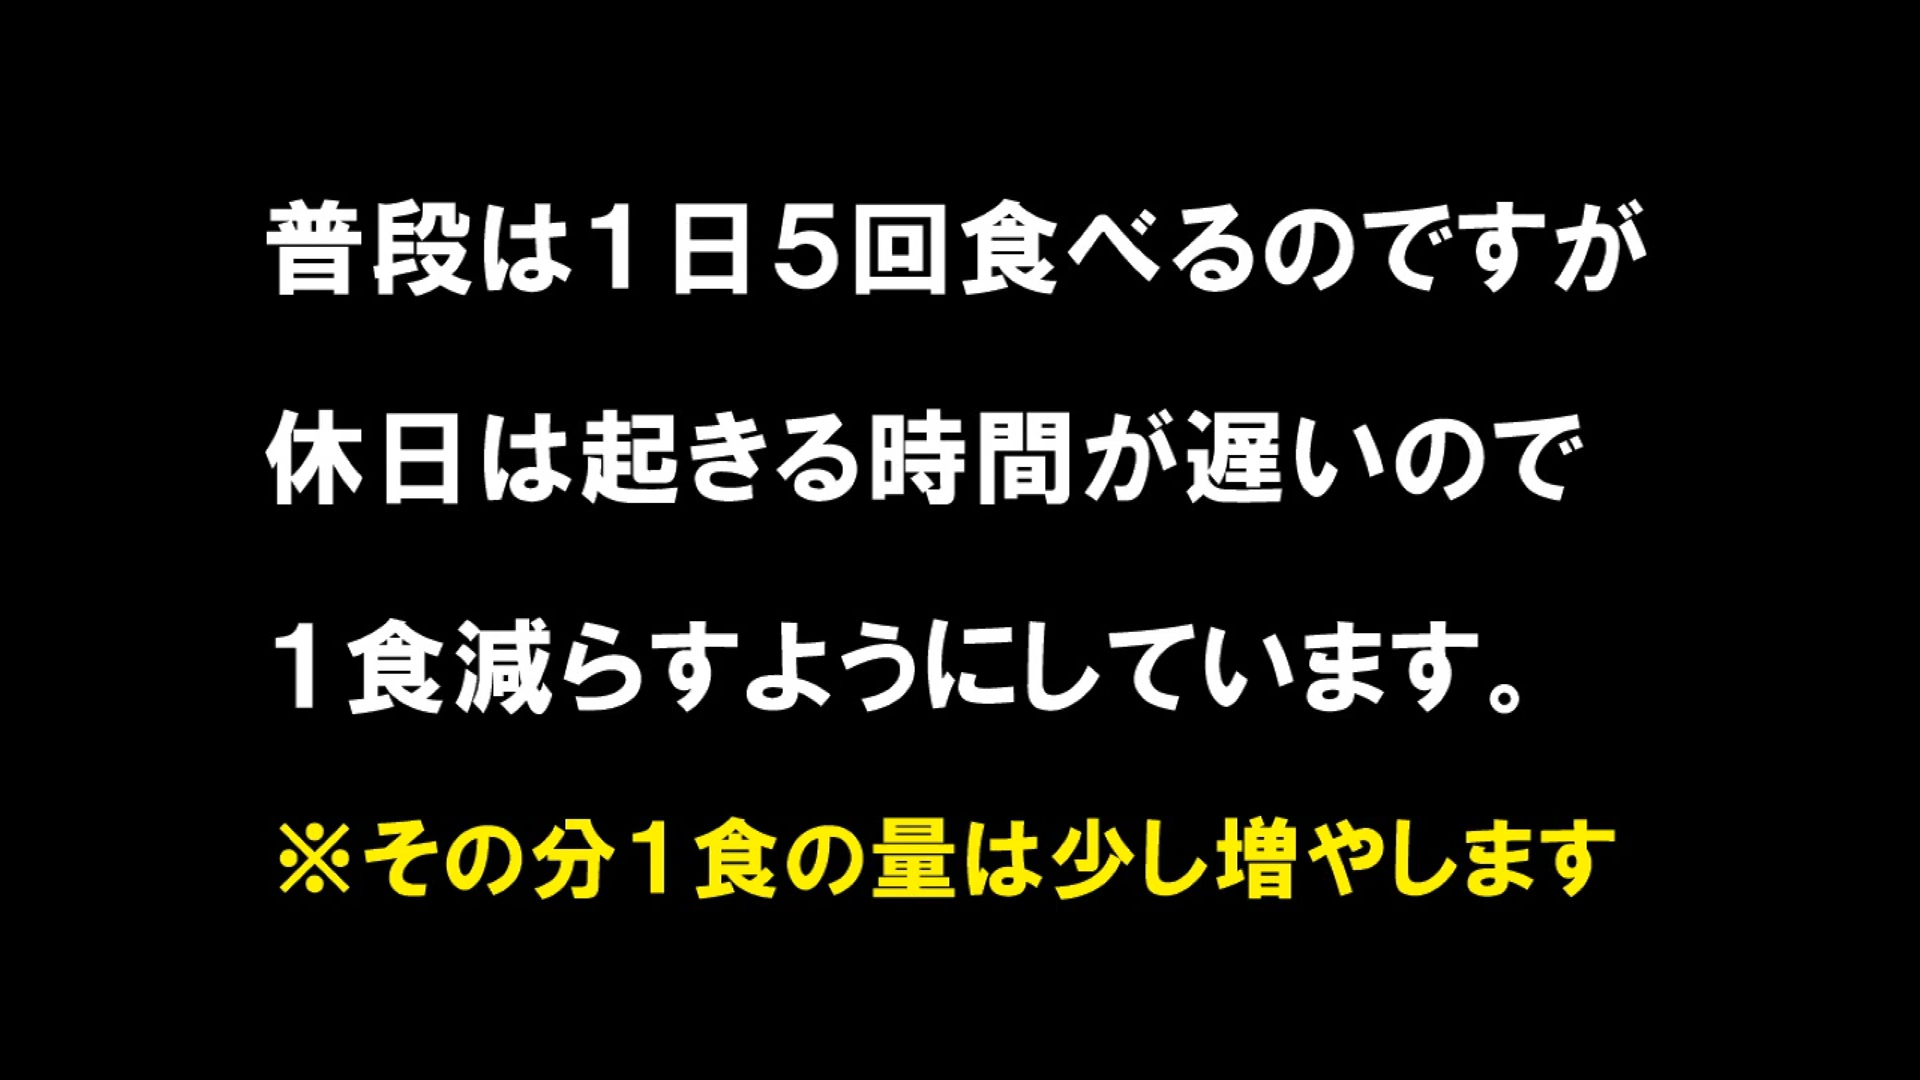 普段は１日５回食べるのですが
休日は起きる時間が遅いので
１食減らすようにしています。
※その分１食の量は少し増やします